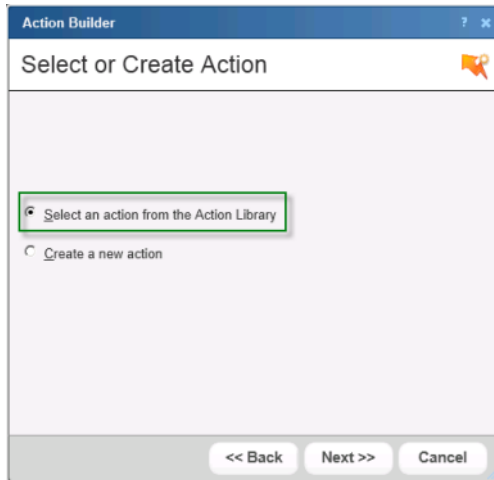 Action Builder ? ×
Select or Create Action
Select an action from the Action Library
Create a new action
<< Back Next >> Cancel